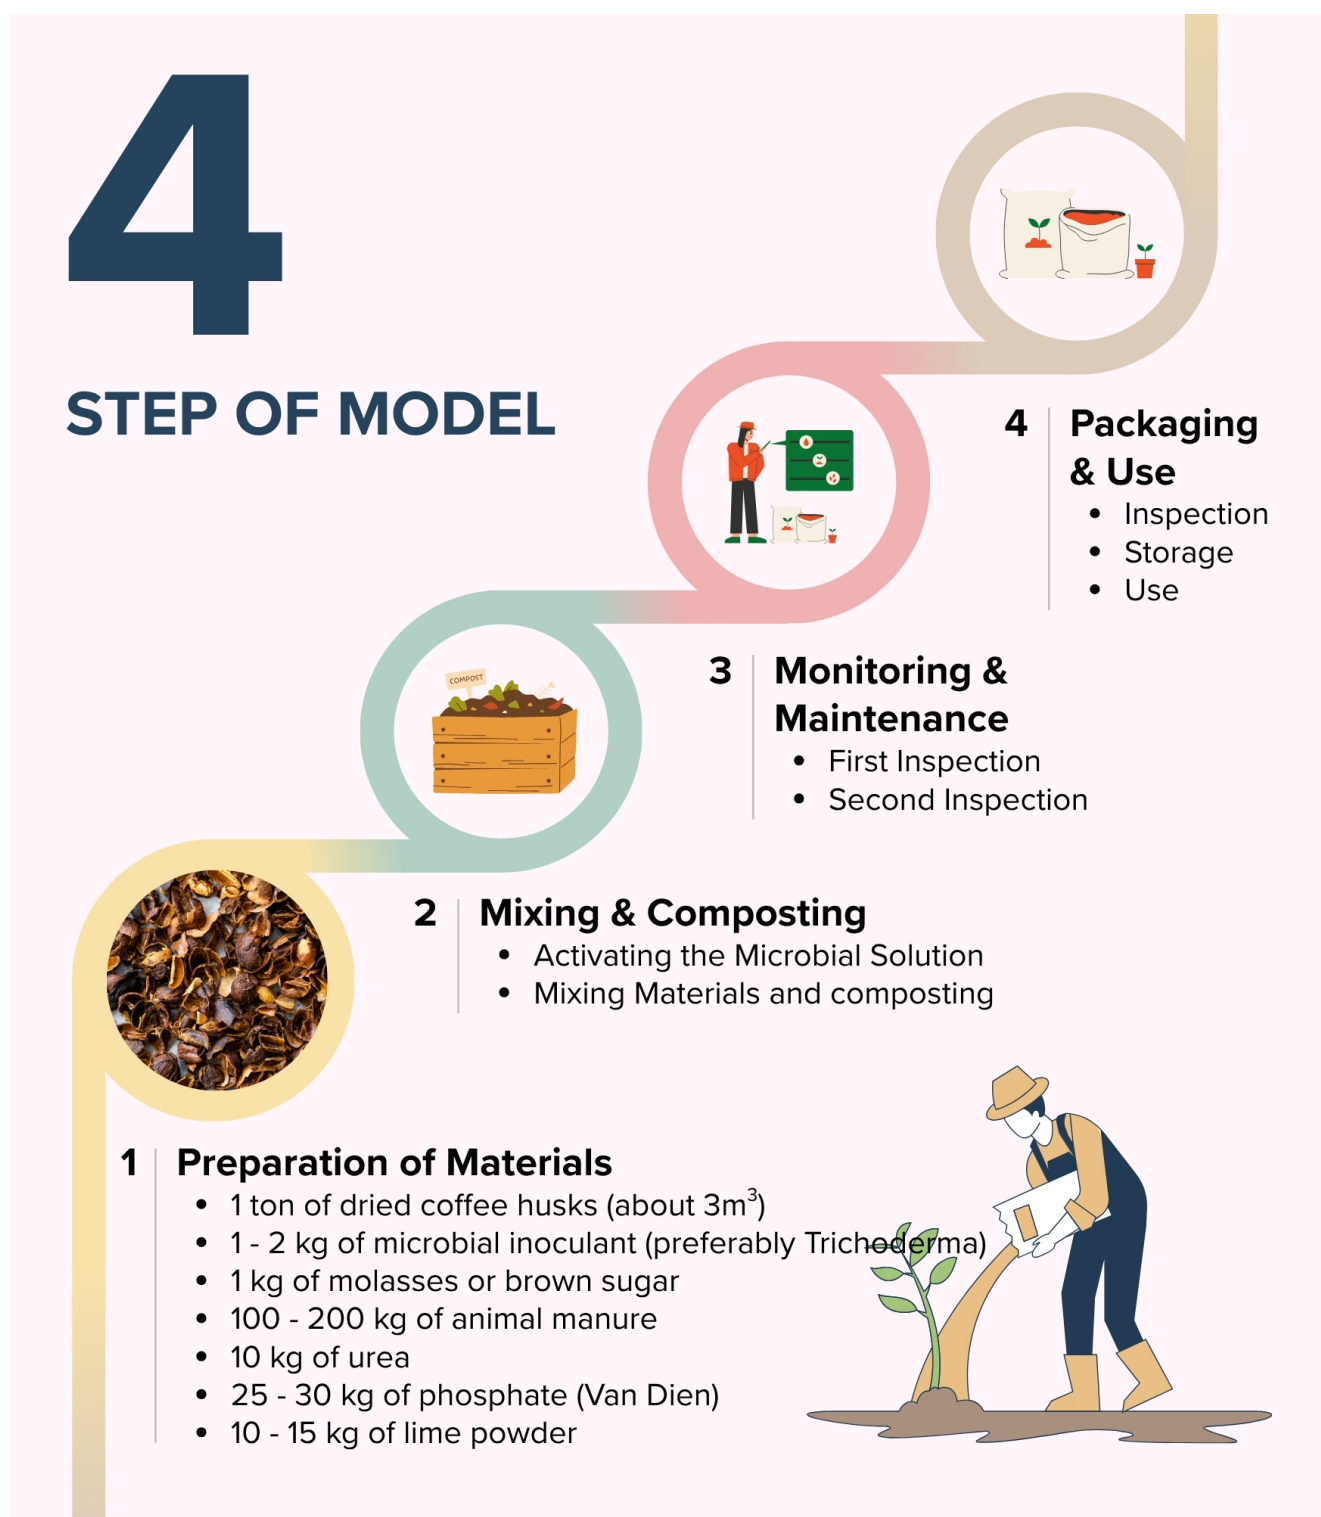 4
STEP OF MODEL
4 Packaging
& Use
• Inspection
• Storage
• Use
3 Monitoring &
Maintenance
• First Inspection
• Second Inspection
COMPOST
2 Mixing & Composting
• Activating the Microbial Solution
• Mixing Materials and composting
1 Preparation of Materials
• 1 ton of dried coffee husks (about 3m³)
• 1 - 2 kg of microbial inoculant (preferably Trichoderma)
• 1 kg of molasses or brown sugar
• 100 - 200 kg of animal manure
• 10 kg of urea
• 25 - 30 kg of phosphate (Van Dien)
• 10 - 15 kg of lime powder